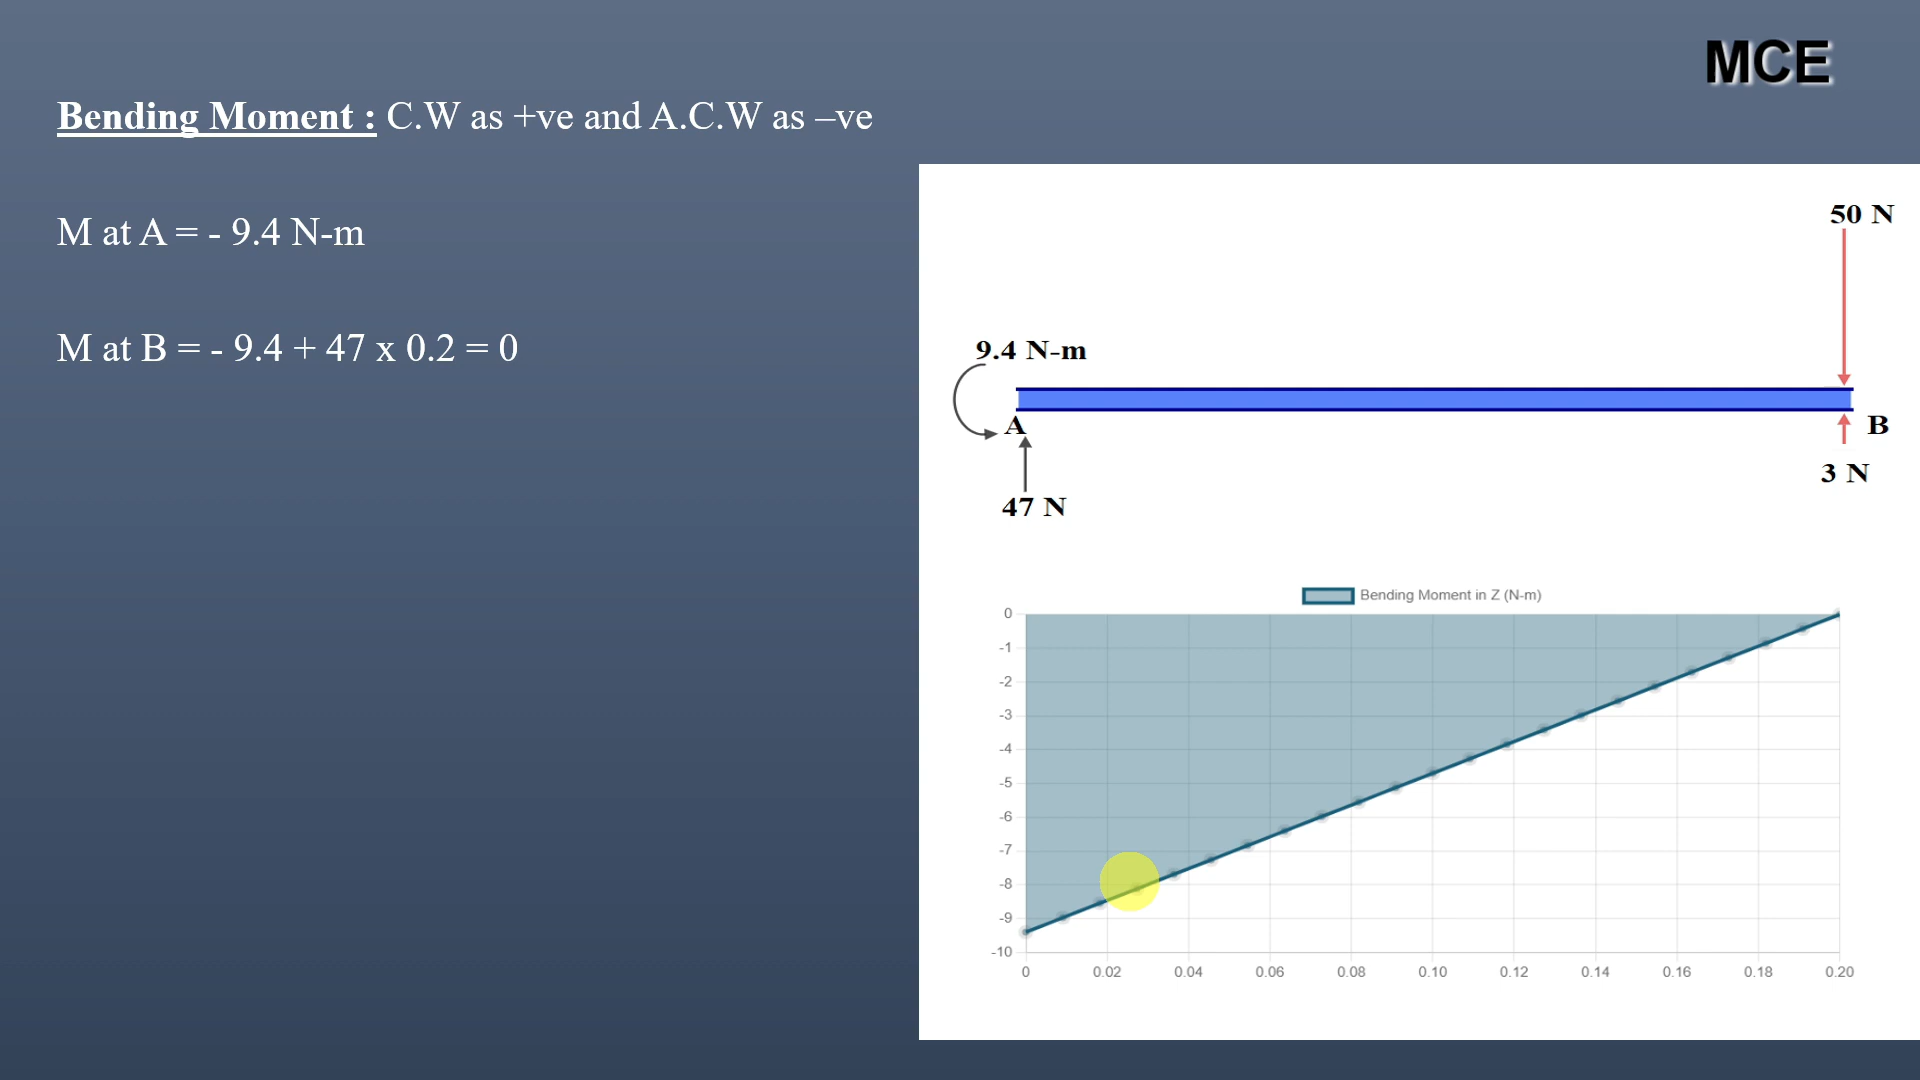 MCE
Bending Moment : C.W as +ve and A.C.W as –ve
M at A = - 9.4 N-m
M at B = - 9.4 + 47 x 0.2 = 0
50 N
9.4 N-m
A
B
3 N
47 N
Bending Moment in Z (N-m)
0
-1
-2
-3
-4
-5
-6
-7
-8
-9
-10
0 0.02 0.04 0.06 0.08 0.10 0.12 0.14 0.16 0.18 0.20